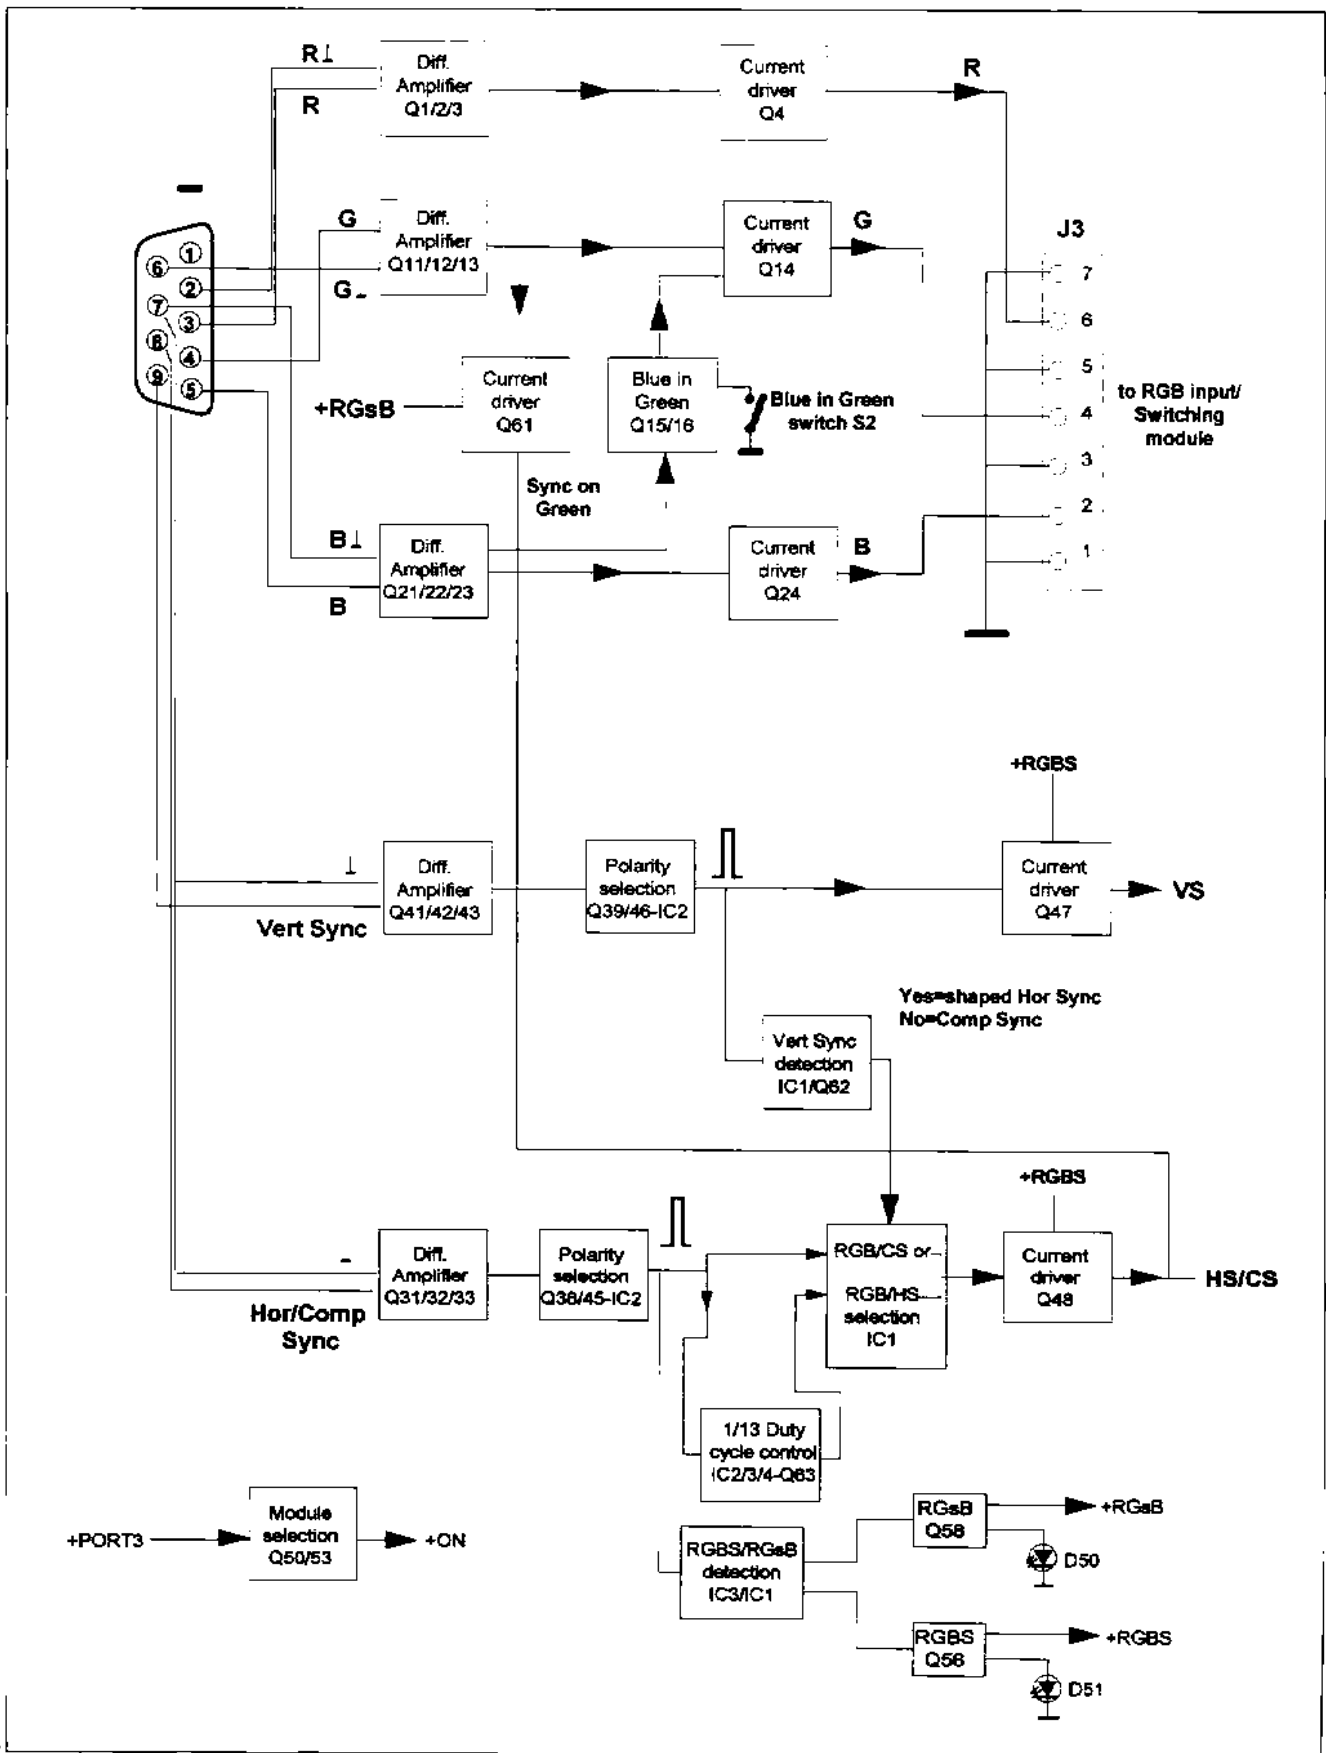 R⊥
R
Diff.
Amplifier
Q1/2/3
Current
driver
Q4
R
G
G
Diff.
Amplifier
Q11/12/13
Current
driver
Q14
G
J3
1
2
3
4
5
6
7
8
9
7
6
5
4
3
2
1
to RGB input/
Switching
module
+RGsB
Current
driver
Q61
Blue in
Green
Q15/16
Blue in Green
switch S2
Sync on
Green
B⊥
B
Diff.
Amplifier
Q21/22/23
Current
driver
Q24
B
+RGBS
⊥
Vert Sync
Diff.
Amplifier
Q41/42/43
Polarity
selection
Q39/46-IC2
Current
driver
Q47
VS
Yes=shaped Hor Sync
No=Comp Sync
Vert Sync
detection
IC1/Q62
+RGBS
Hor/Comp
Sync
Diff.
Amplifier
Q31/32/33
Polarity
selection
Q38/45-IC2
RGB/CS or
RGB/HS
selection
IC1
Current
driver
Q48
HS/CS
1/13 Duty
cycle control
IC2/3/4-Q63
+PORT3
Module
selection
Q50/53
+ON
RGBS/RGsB
detection
IC3/IC1
RGsB
Q58
+RGsB
D50
RGBS
Q56
+RGBS
D51